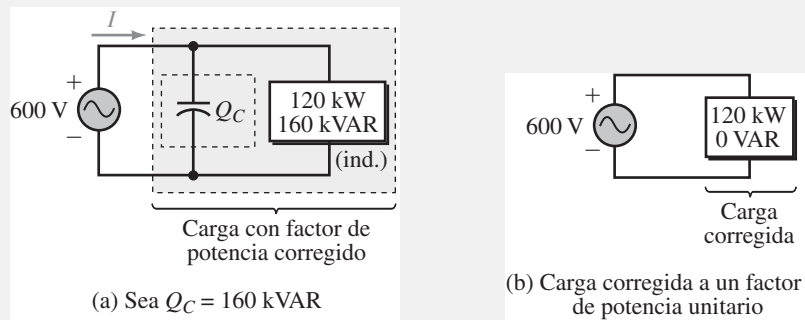 I
+
600 V
−
Q_C
120 kW
160 kVAR
(ind.)
Carga con factor de
potencia corregido
(a) Sea Q_C = 160 kVAR
+
600 V
−
120 kW
0 VAR
Carga
corregida
(b) Carga corregida a un factor
de potencia unitario